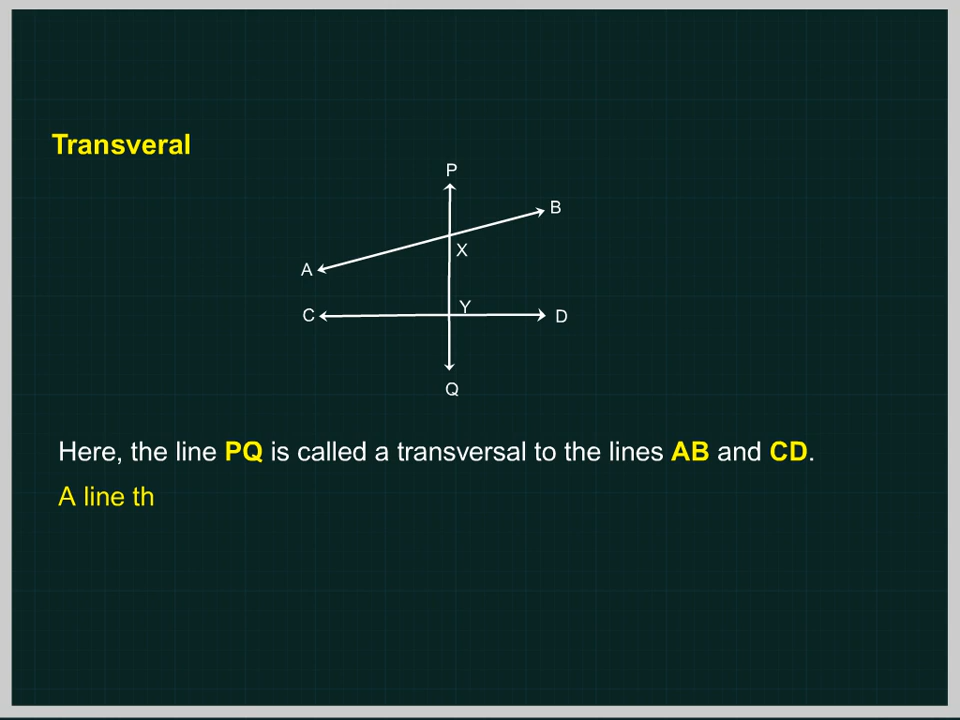 Transveral
P
B
X
A
Y
C
D
Q
Here, the line PQ is called a transversal to the lines AB and CD.
A line th